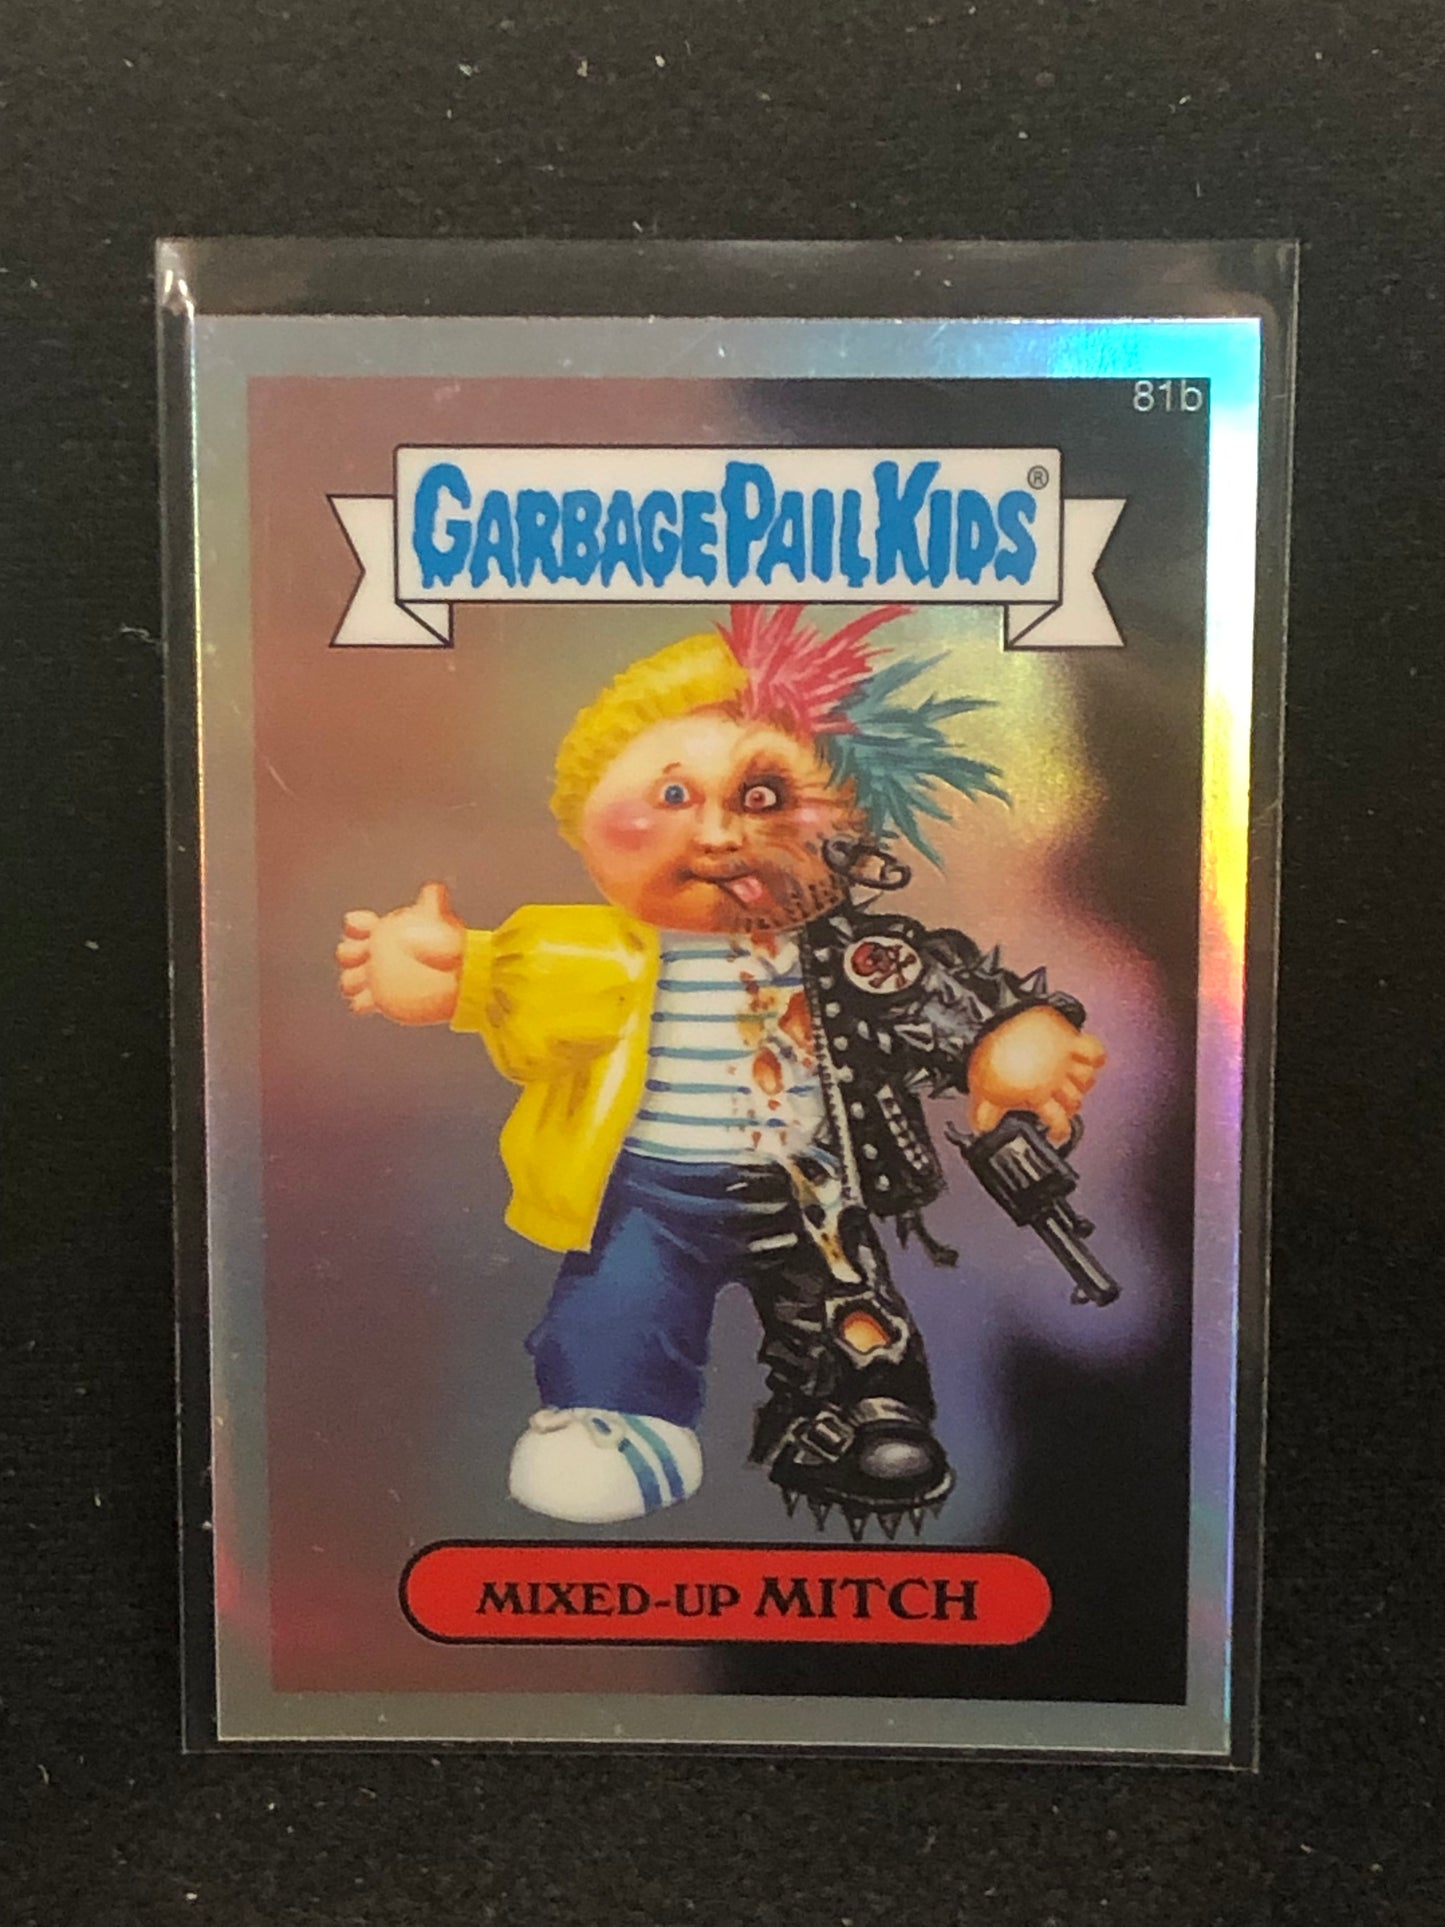 81b
GARBAGE PAIL KIDS®
MIXED-UP MITCH